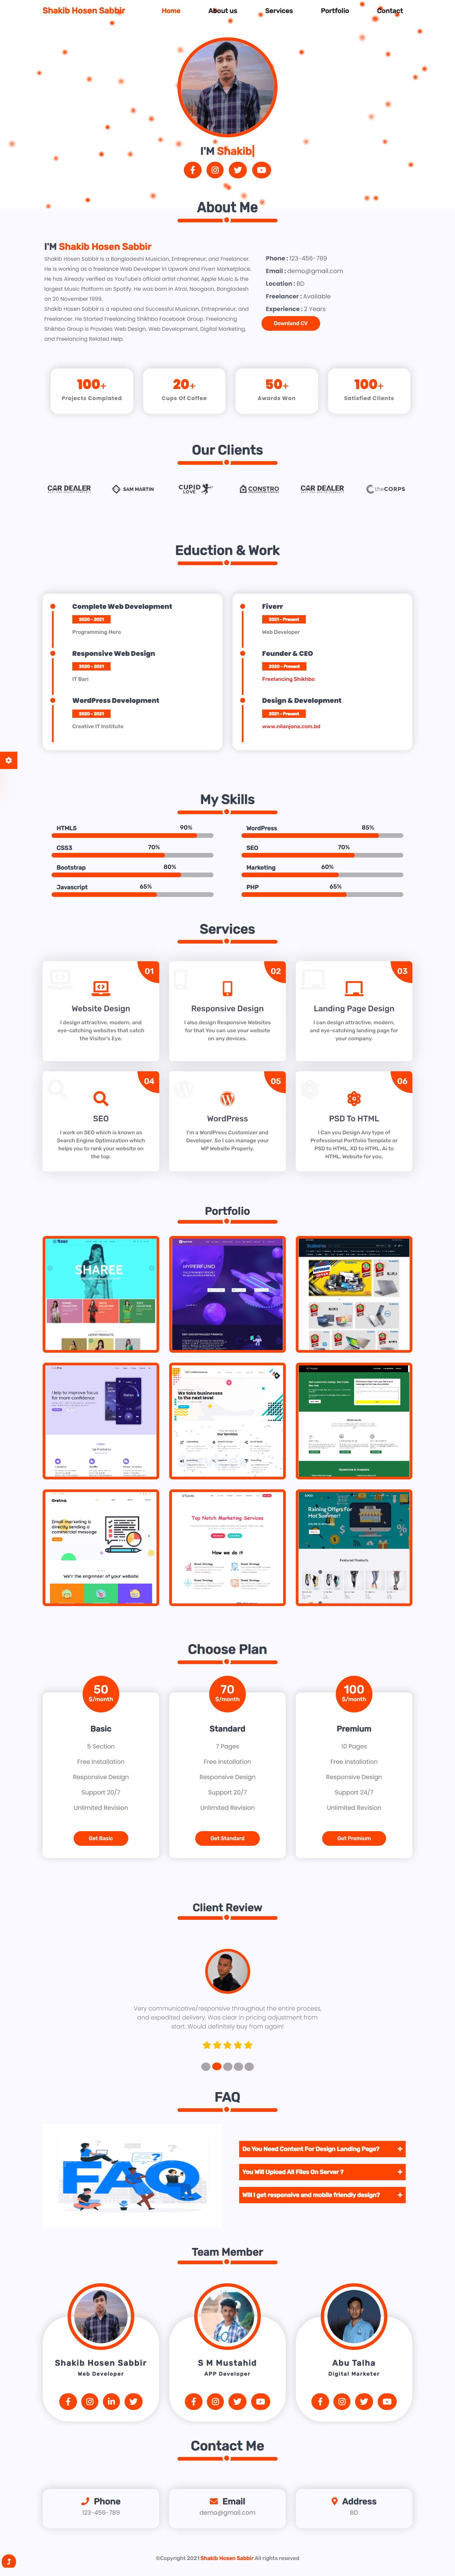 Shakib Hosen Sabbir
Home
About us
Services
Portfolio
Contact
I'M Shakib|
About Me
I'M Shakib Hosen Sabbir
Shakib Hosen Sabbir is a Bangladeshi Musician, Entrepreneur, and Freelancer.
He is working as a freelance Web Developer in Upwork and Fiverr Marketplace.
He has Already verified as YouTube's official artist channel, Apple Music & the
largest Music Platform on Spotify. He was born in Atrai, Naogaon, Bangladesh
on 20 November 1999.
Shakib Hosen Sabbir is a reputed and Successful Musician, Entrepreneur, and
Freelancer. He Started Freelancing Shikhbo Facebook Group. Freelancing
Shikhbo Group is Provides Web Design, Web Development, Digital Marketing,
and Freelancing Related Help.
Phone : 123-456-789
Email : demo@gmail.com
Location : BD
Freelancer : Available
Experience : 2 Years
Downlaod CV
100+
Projects Complated
20+
Cups Of Coffee
50+
Awards Won
100+
Satisfied Clients
Our Clients
CAR DEALER
SAM MARTIN
CUPID LOVE
CONSTRO
CAR DEALER
theCORPS
Eduction & Work
Complete Web Development
2020 - 2021
Programming Hero
Responsive Web Design
2020 - 2021
IT Bari
WordPress Development
2020 - 2021
Creative IT Institute
Fiverr
2021 - Present
Web Developer
Founder & CEO
2020 - Present
Freelancing Shikhbo
Design & Development
2021 - Present
www.nilanjona.com.bd
My Skills
HTML5 90%
CSS3 70%
Bootstrap 80%
Javascript 65%
WordPress 85%
SEO 70%
Marketing 60%
PHP 65%
Services
01
Website Design
I design attractive, modern, and
eye-catching websites that catch
the Visitor's Eye.
02
Responsive Design
I also design Responsive Websites
for that You can use your website
on any devices.
03
Landing Page Design
I can design attractive, modern,
and eye-catching landing page for
your company.
04
SEO
I work on SEO which is known as
Search Engine Optimization which
helps you to rank your website on
the top.
05
WordPress
I'm a WordPress Customizer and
Developer. So I can manage your
WP Website Properly.
06
PSD To HTML
I Can you Design Any type of
Professional Portfolio Template or
PSD to HTML, XD to HTML, Ai to
HTML, Website for you.
Portfolio
SHAREE
LATEST PRODUCTS
HYPERFUND
Help to improve focus
for more confidence
We takes businesses
to the next level
Our Services
Email marketing is
directly sending a
commercial message
We'r the enginnier of your website
Top Notch Marketing Services
How we do it
Raining Offers For
Hot Summer!
Featured Products
Choose Plan
50
$/month
Basic
5 Section
Free Installation
Responsive Design
Support 20/7
Unlimited Revision
Get Basic
70
$/month
Standard
7 Pages
Free Installation
Responsive Design
Support 20/7
Unlimited Revision
Get Standard
100
$/month
Premium
10 Pages
Free Installation
Responsive Design
Support 24/7
Unlimited Revision
Get Premium
Client Review
Very communicative/responsive throughout the entire process,
and expedited delivery. Was clear in pricing adjustment from
start. Would definitely buy from again!
FAQ
FAQ
Do You Need Content For Design Landing Page? +
You Will Upload All Files On Server ? +
Will I get responsive and mobile friendly design? +
Team Member
Shakib Hosen Sabbir
Web Developer
S M Mustahid
APP Developer
Abu Talha
Digital Marketer
Contact Me
Phone
123-456-789
Email
demo@gmail.com
Address
BD
©Copyright 2021 Shakib Hosen Sabbir All rights reseved